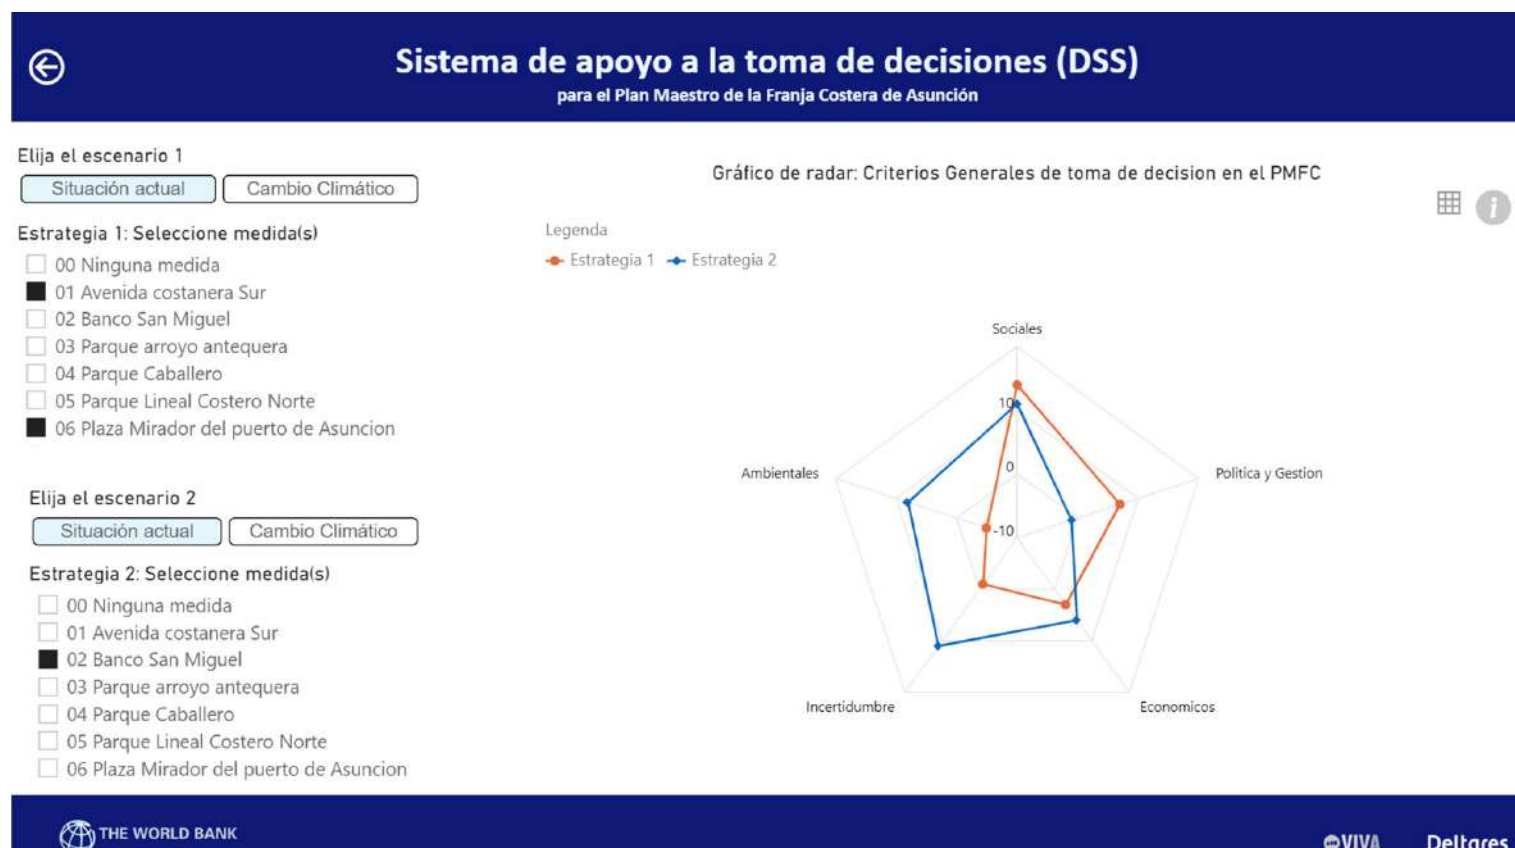 Sistema de apoyo a la toma de decisiones (DSS)
para el Plan Maestro de la Franja Costera de Asunción
Elija el escenario 1
Situación actual
Cambio Climático
Estrategia 1: Seleccione medida(s)
00 Ninguna medida
01 Avenida costanera Sur
02 Banco San Miguel
03 Parque arroyo antequera
04 Parque Caballero
05 Parque Lineal Costero Norte
06 Plaza Mirador del puerto de Asuncion
Elija el escenario 2
Situación actual
Cambio Climático
Estrategia 2: Seleccione medida(s)
00 Ninguna medida
01 Avenida costanera Sur
02 Banco San Miguel
03 Parque arroyo antequera
04 Parque Caballero
05 Parque Lineal Costero Norte
06 Plaza Mirador del puerto de Asuncion
Gráfico de radar: Criterios Generales de toma de decision en el PMFC
i
Legenda
Estrategia 1
Estrategia 2
Sociales
10
0
-10
Ambientales
Politica y Gestion
Incertidumbre
Economicos
THE WORLD BANK
VIVA
Deltares